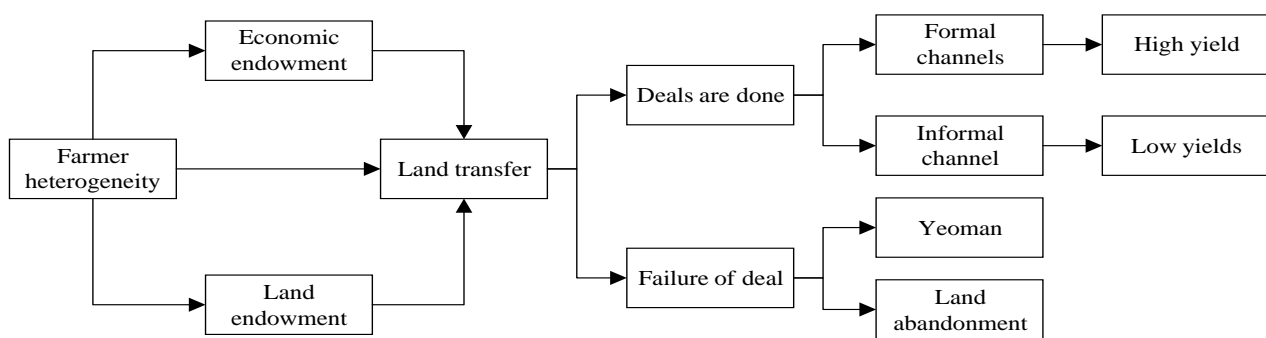 Economic
endowment
Farmer
heterogeneity
Land
endowment
Land transfer
Deals are done
Failure of deal
Formal
channels
High yield
Informal
channel
Low yields
Yeoman
Land
abandonment